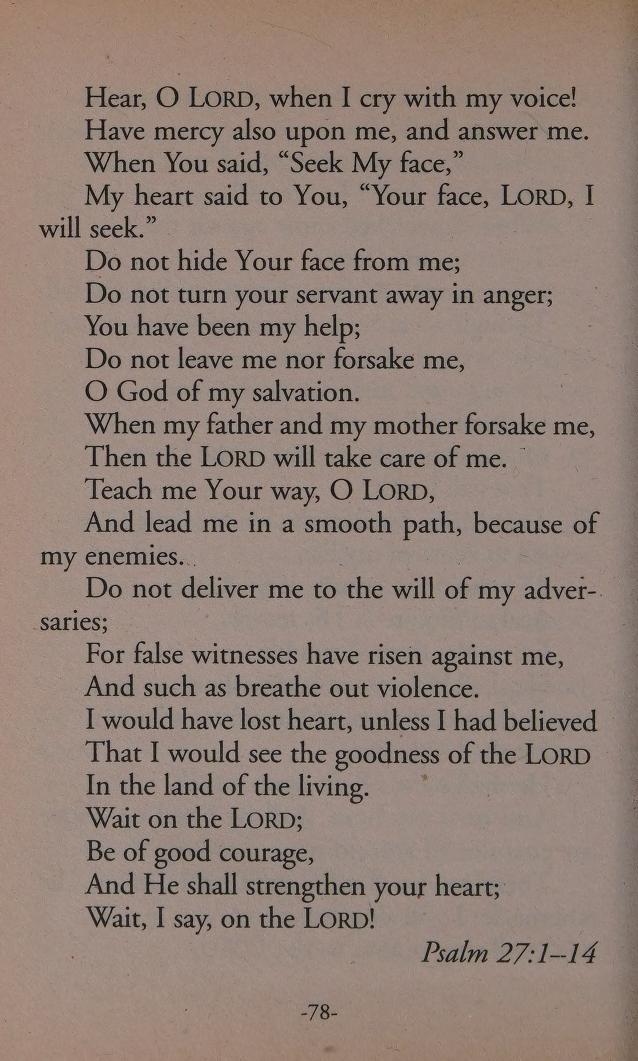 Hear, O LORD, when I cry with my voice!
Have mercy also upon me, and answer me.
When You said, “Seek My face,”
My heart said to You, “Your face, LORD, I
will seek.”
Do not hide Your face from me;
Do not turn your servant away in anger;
You have been my help;
Do not leave me nor forsake me,
O God of my salvation.
When my father and my mother forsake me,
Then the LORD will take care of me.
Teach me Your way, O LORD,
And lead me in a smooth path, because of
my enemies.
Do not deliver me to the will of my adver-
saries;
For false witnesses have risen against me,
And such as breathe out violence.
I would have lost heart, unless I had believed
That I would see the goodness of the LORD
In the land of the living.
Wait on the LORD;
Be of good courage,
And He shall strengthen your heart;
Wait, I say, on the LORD!
Psalm 27:1–14
-78-